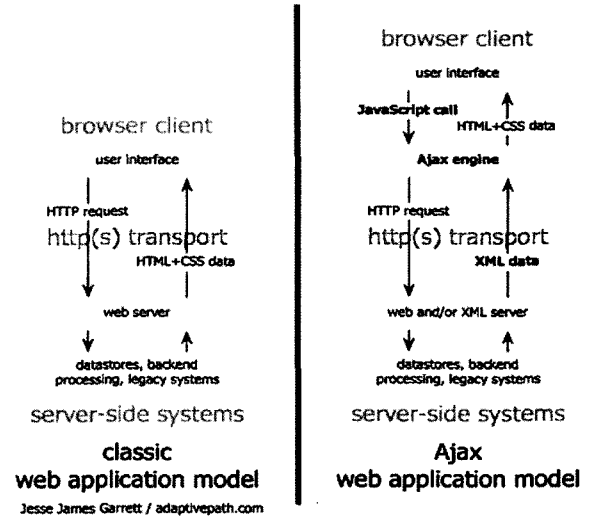 browser client
user interface
HTTP request
http(s) transport
HTML+CSS data
web server
datastores, backend
processing, legacy systems
server-side systems
classic
web application model
Jesse James Garrett / adaptivepath.com
browser client
user interface
JavaScript call
HTML+CSS data
Ajax engine
HTTP request
http(s) transport
XML data
web and/or XML server
datastores, backend
processing, legacy systems
server-side systems
Ajax
web application model